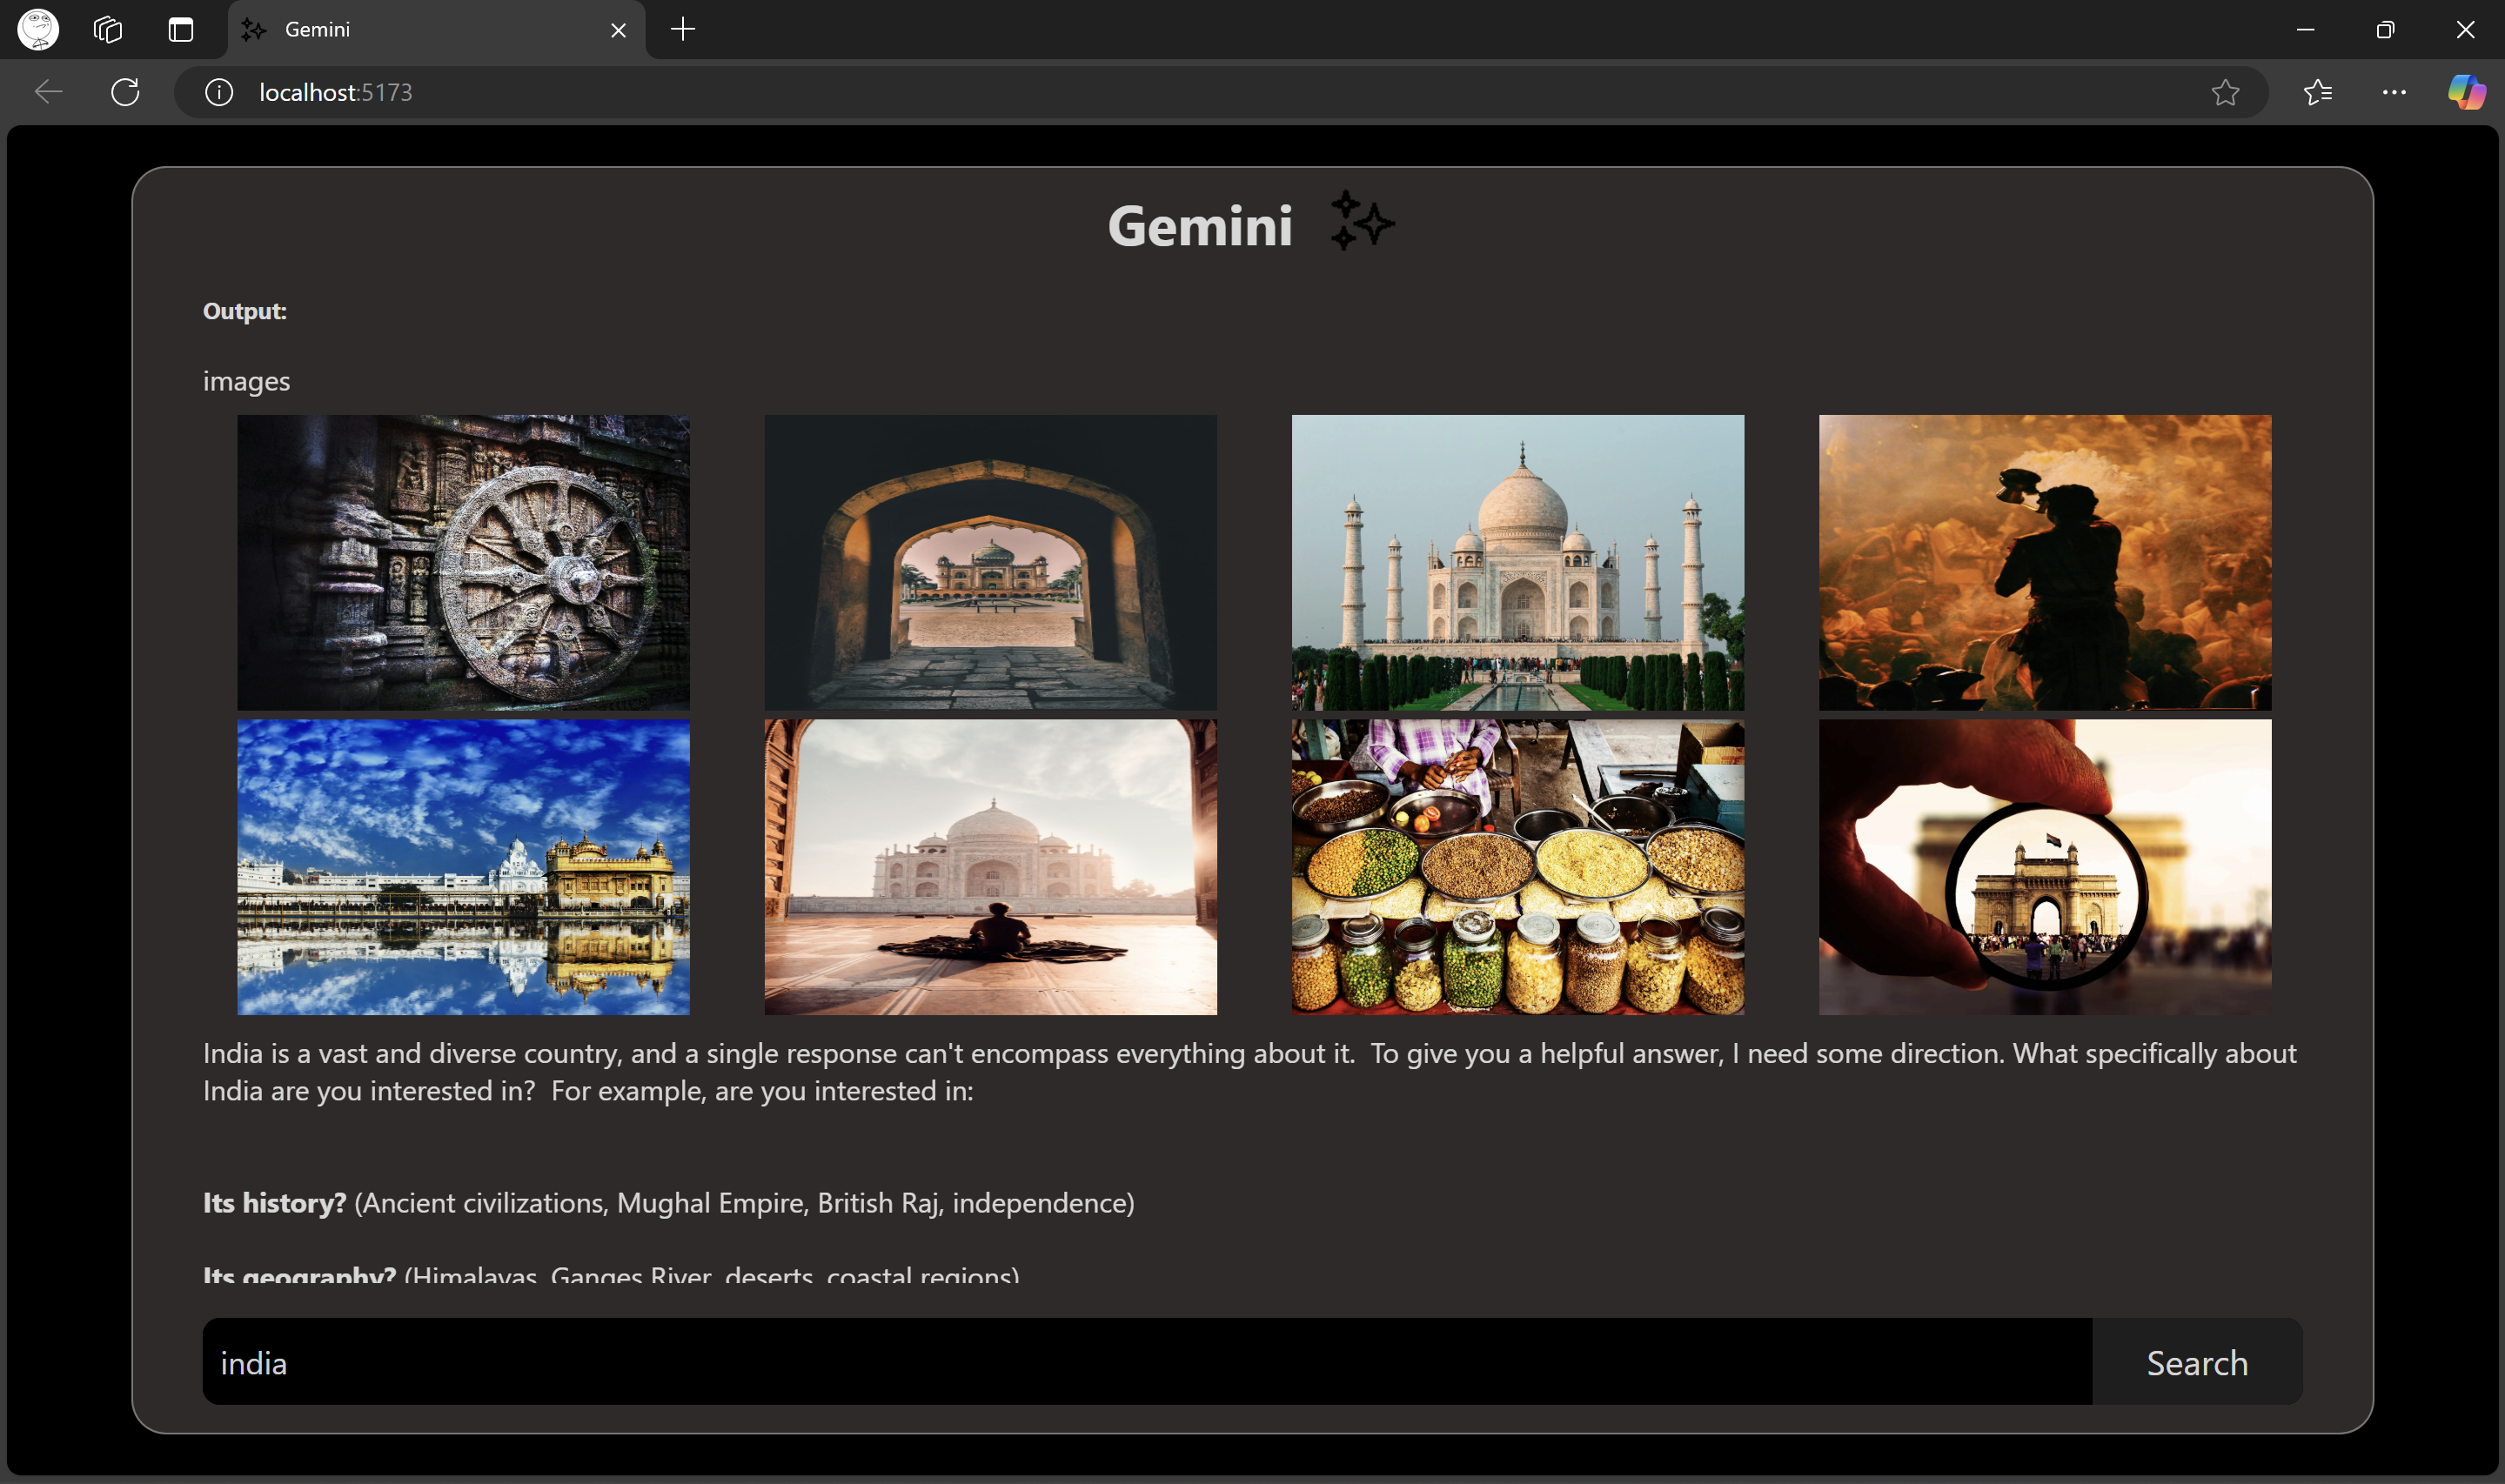 Gemini
localhost:5173
Gemini
Output:
images
India is a vast and diverse country, and a single response can't encompass everything about it.  To give you a helpful answer, I need some direction. What specifically about
India are you interested in?  For example, are you interested in:
Its history? (Ancient civilizations, Mughal Empire, British Raj, independence)
Its geography? (Himalayas, Ganges River, deserts, coastal regions)
india
Search